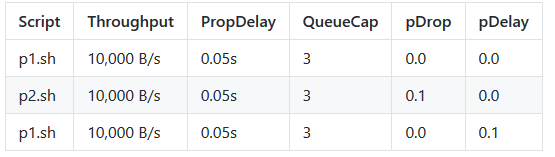 Script Throughput PropDelay QueueCap pDrop pDelay
p1.sh 10,000 B/s 0.05s 3 0.0 0.0
p2.sh 10,000 B/s 0.05s 3 0.1 0.0
p1.sh 10,000 B/s 0.05s 3 0.0 0.1